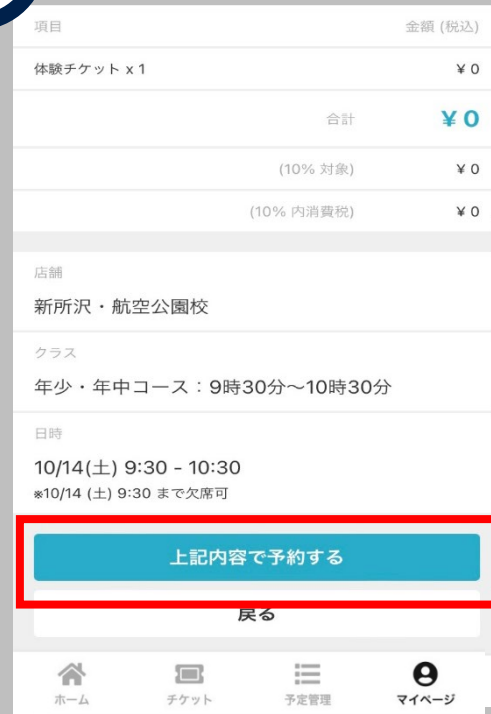 項目 金額 (税込)
体験チケット x 1 ¥ 0
合計 ¥ 0
(10% 対象) ¥ 0
(10% 内消費税) ¥ 0
店舗
新所沢・航空公園校
クラス
年少・年中コース：9時30分〜10時30分
日時
10/14(土) 9:30 - 10:30
※10/14 (土) 9:30 まで欠席可
上記内容で予約する
戻る
ホーム チケット 予定管理 マイページ